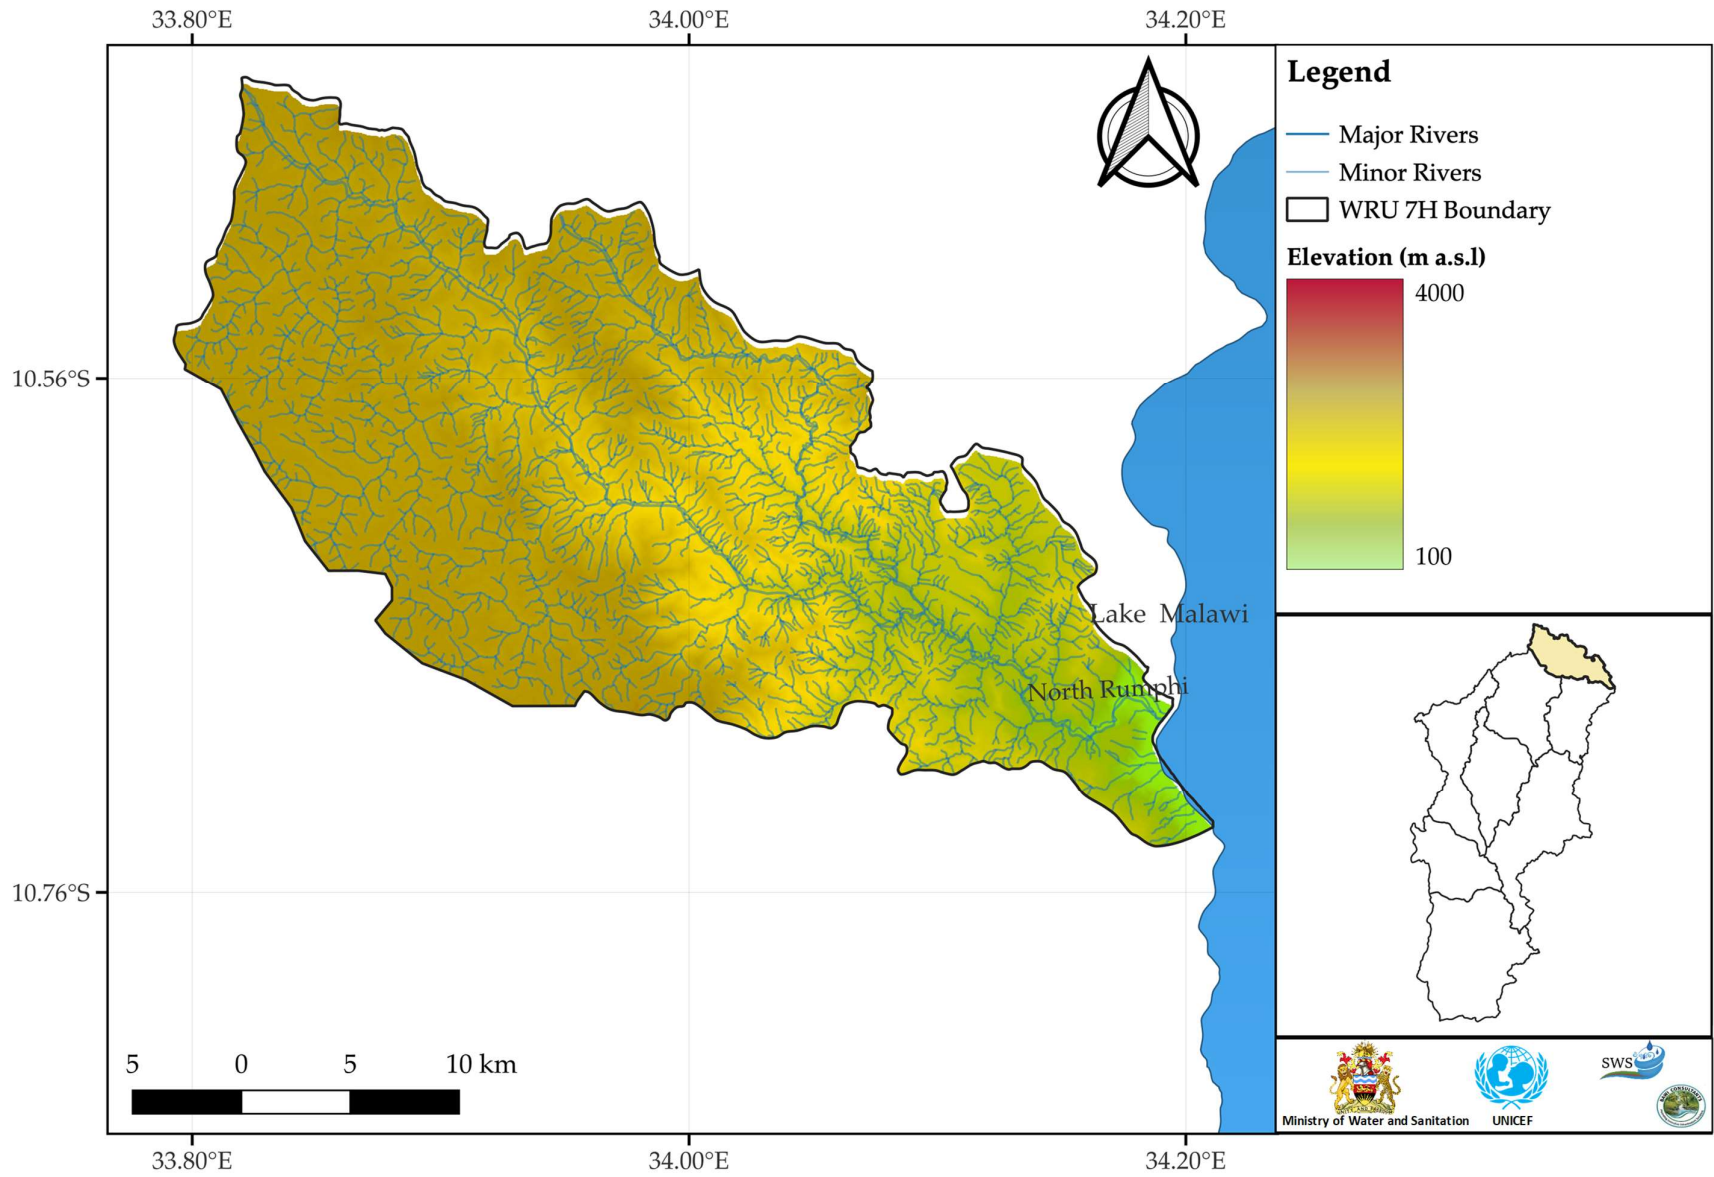 33.80°E 34.00°E 34.20°E
10.56°S
10.76°S
Lake Malawi
North Rumphi
5 0 5 10 km
33.80°E 34.00°E 34.20°E
Legend
Major Rivers
Minor Rivers
WRU 7H Boundary
Elevation (m a.s.l)
4000
100
SWS
Ministry of Water and Sanitation
UNICEF